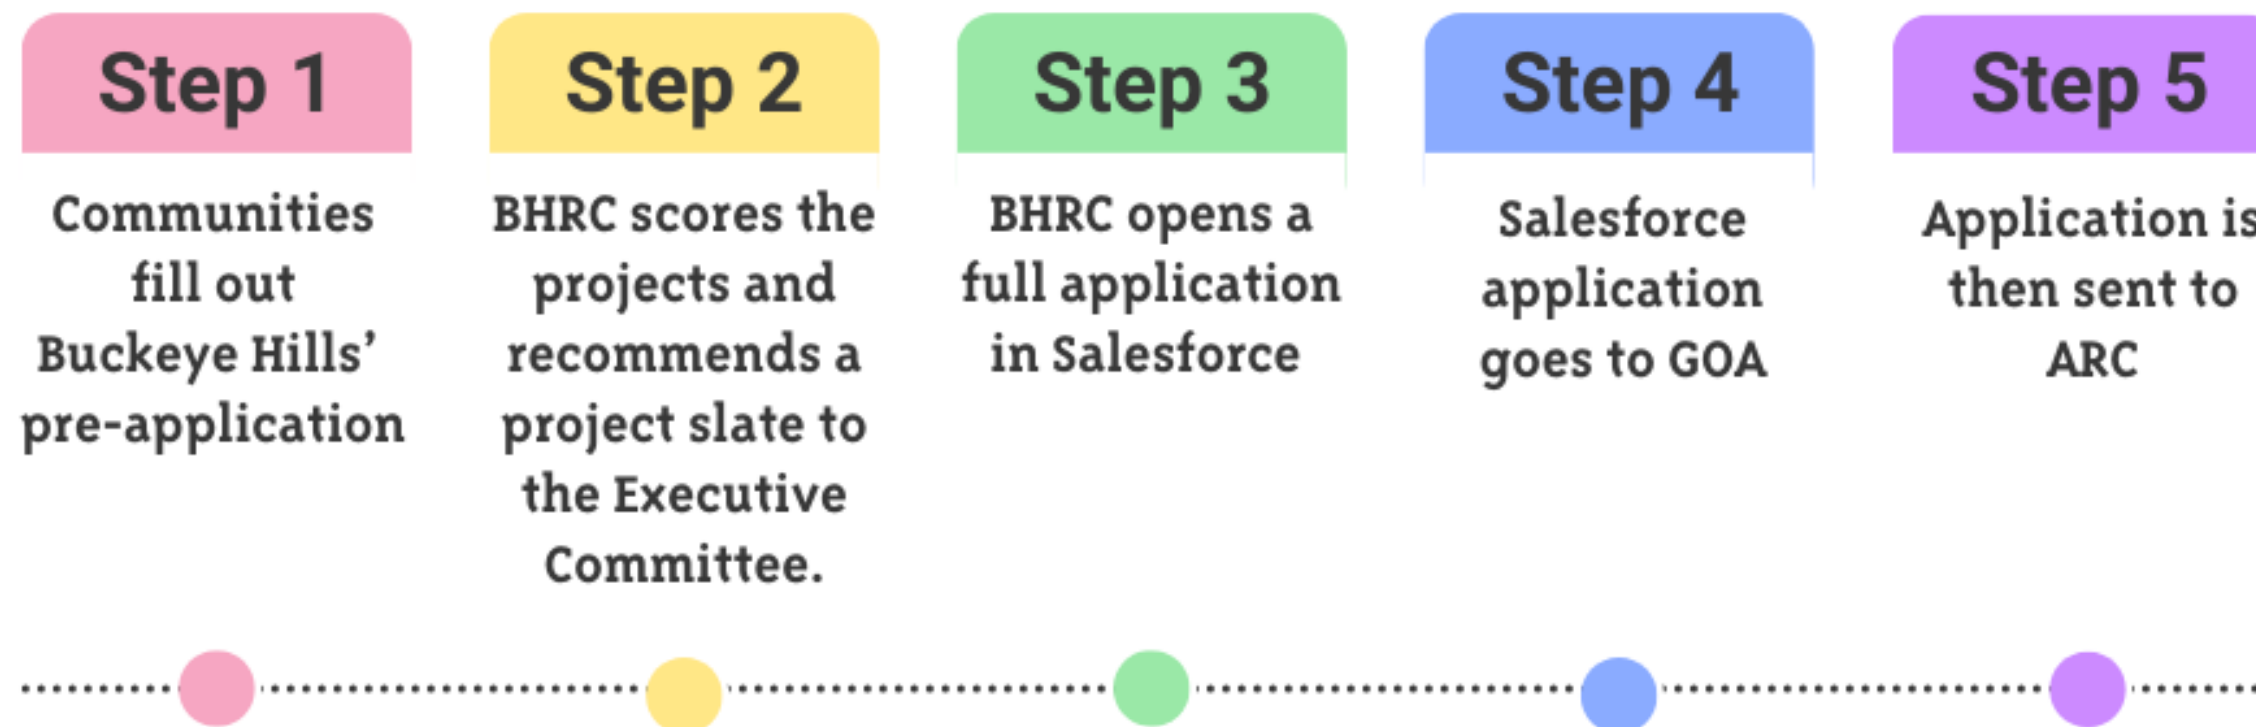 Step 1
Communities
fill out
Buckeye Hills’
pre-application
Step 2
BHRC scores the
projects and
recommends a
project slate to
the Executive
Committee.
Step 3
BHRC opens a
full application
in Salesforce
Step 4
Salesforce
application
goes to GOA
Step 5
Application is
then sent to
ARC